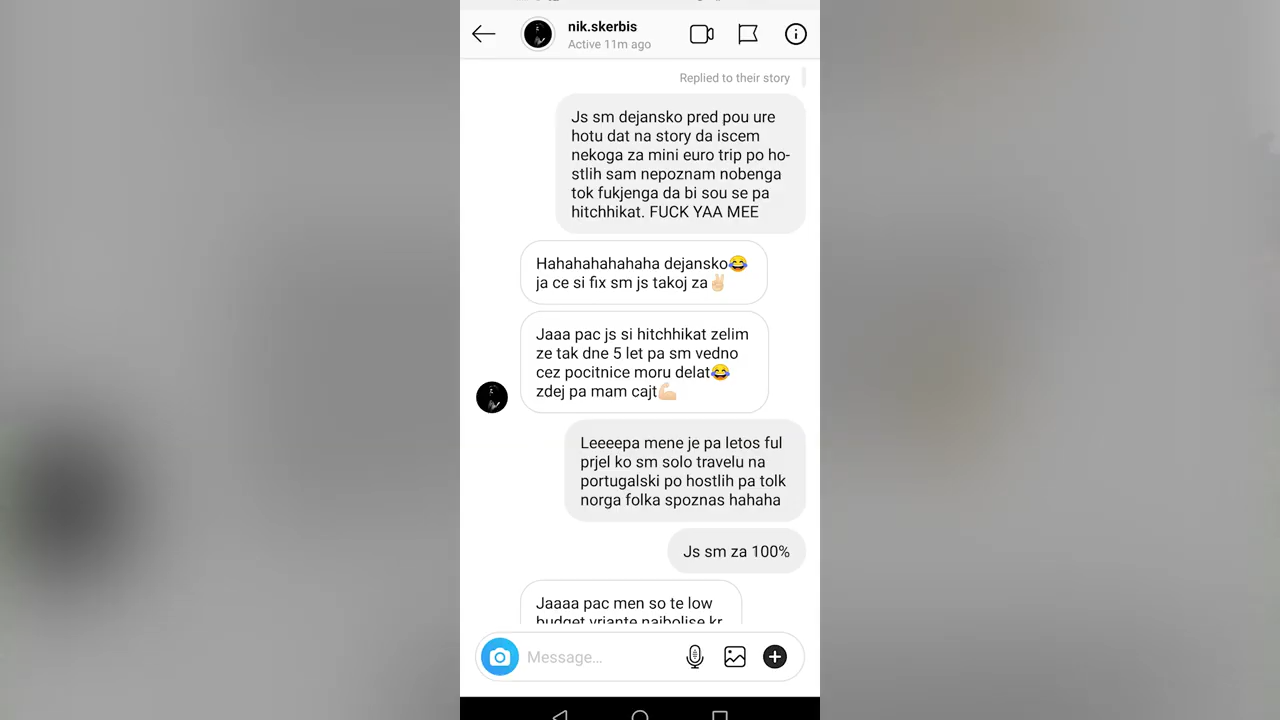 nik.skerbis
Active 11m ago
Replied to their story
Js sm dejansko pred pou ure
hotu dat na story da iscem
nekoga za mini euro trip po ho-
stlih sam nepoznam nobenga
tok fukjenga da bi sou se pa
hitchhikat. FUCK YAA MEE
Hahahahahahaha dejansko😂
ja ce si fix sm js takoj za✌🏻
Jaaa pac js si hitchhikat zelim
ze tak dne 5 let pa sm vedno
cez pocitnice moru delat😂
zdej pa mam cajt💪🏻
Leeeepa mene je pa letos ful
prjel ko sm solo travelu na
portugalski po hostlih pa tolk
norga folka spoznas hahaha
Js sm za 100%
Jaaaa pac men so te low
budget vriante najboljse kr
Message...